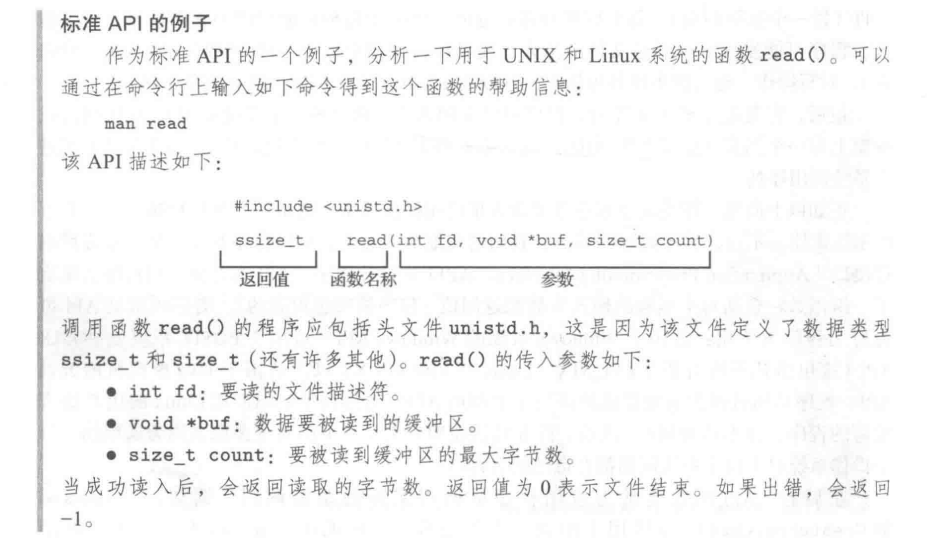 标准 API 的例子
作为标准 API 的一个例子，分析一下用于 UNIX 和 Linux 系统的函数 read()。可以
通过在命令行上输入如下命令得到这个函数的帮助信息：
man read
该 API 描述如下：
#include <unistd.h>
ssize_t read(int fd, void *buf, size_t count)
返回值 函数名称 参数
调用函数 read() 的程序应包括头文件 unistd.h，这是因为该文件定义了数据类型
ssize_t 和 size_t（还有许多其他）。read() 的传入参数如下：
● int fd：要读的文件描述符。
● void *buf：数据要被读到的缓冲区。
● size_t count：要被读到缓冲区的最大字节数。
当成功读入后，会返回读取的字节数。返回值为 0 表示文件结束。如果出错，会返回
-1。